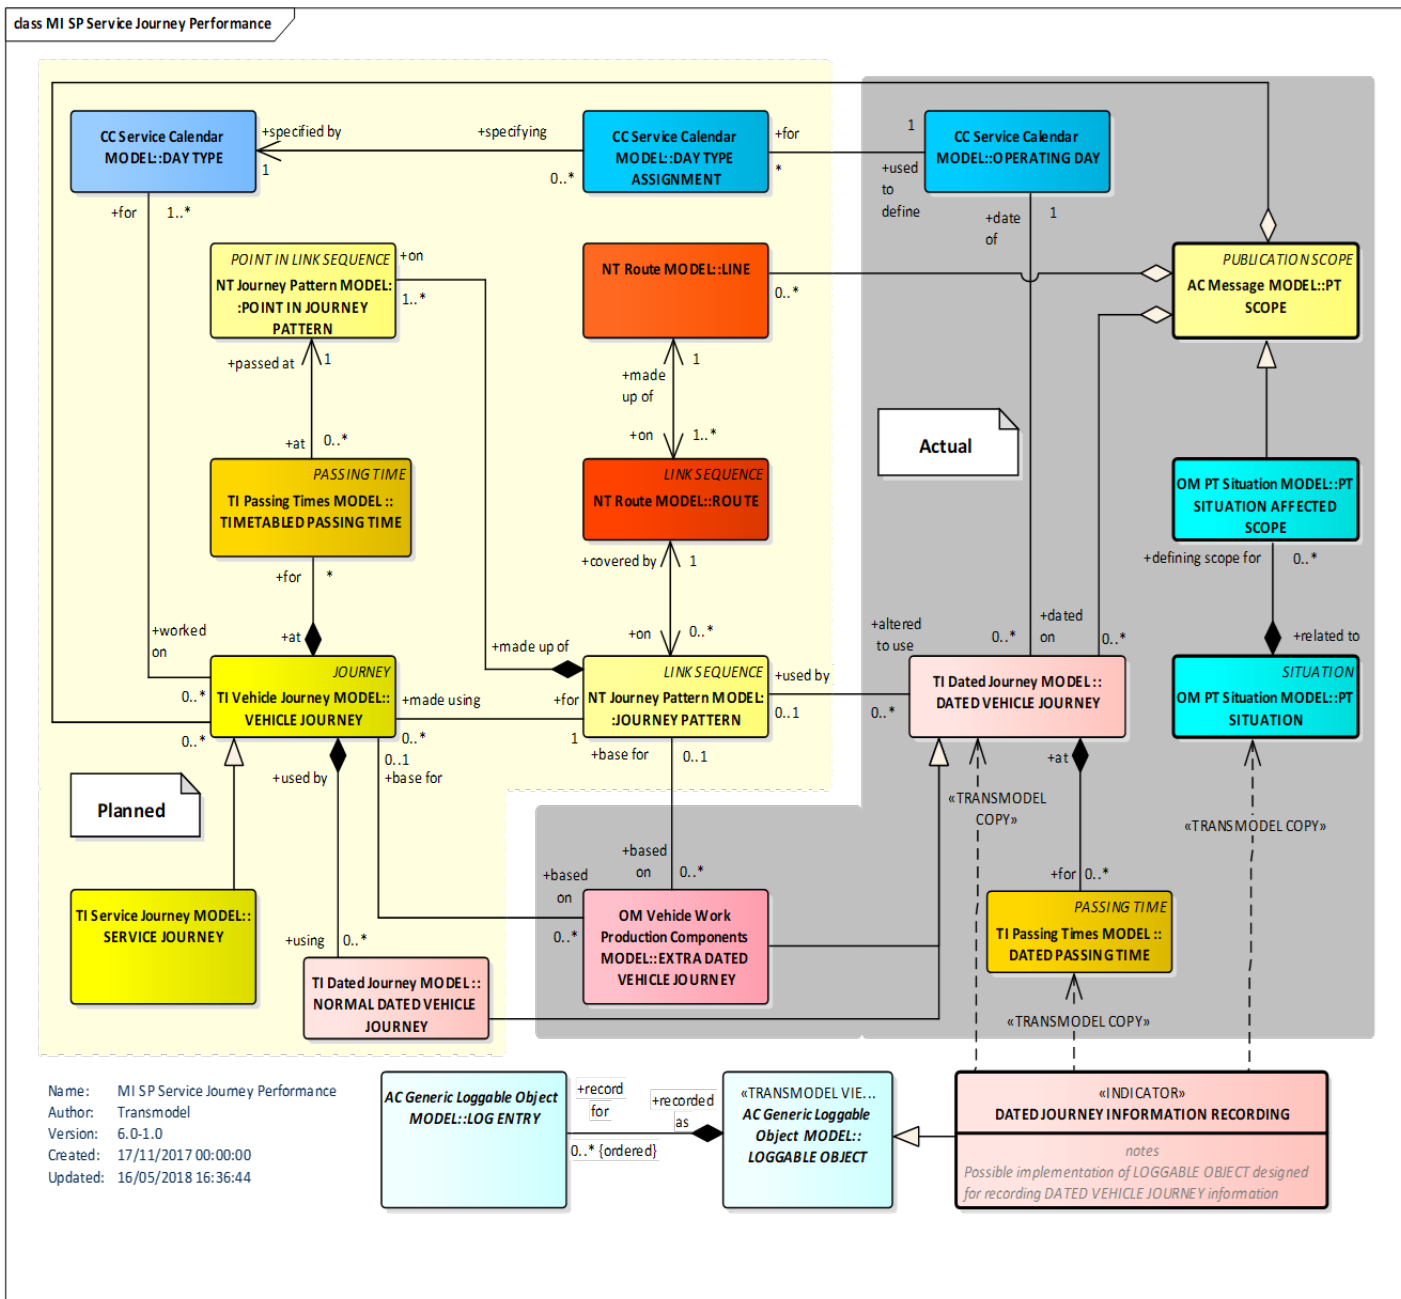 class MI SP Service Journey Performance
CC Service Calendar
MODEL::DAY TYPE
+specified by
1
+specifying
0..*
CC Service Calendar
MODEL::DAY TYPE
ASSIGNMENT
+for
*
1
+used
to
define
CC Service Calendar
MODEL::OPERATING DAY
+for
1..*
+date
of
1
POINT IN LINK SEQUENCE
NT Journey Pattern MODEL:
:POINT IN JOURNEY
PATTERN
+on
1..*
NT Route MODEL::LINE
0..*
PUBLICATION SCOPE
AC Message MODEL::PT
SCOPE
+passed at
1
+made
up of
1
+at
0..*
+on
1..*
Actual
PASSING TIME
TI Passing Times MODEL ::
TIMETABLED PASSING TIME
LINK SEQUENCE
NT Route MODEL::ROUTE
OM PT Situation MODEL::PT
SITUATION AFFECTED
SCOPE
+for
*
+covered by
1
+defining scope for
0..*
+worked
on
+at
+made up of
+on
0..*
+altered
to use
0..*
+dated
on
0..*
+related to
0..*
JOURNEY
TI Vehicle Journey MODEL::
VEHICLE JOURNEY
+made using
0..*
+for
1
LINK SEQUENCE
NT Journey Pattern MODEL:
:JOURNEY PATTERN
+used by
0..1
0..*
TI Dated Journey MODEL ::
DATED VEHICLE JOURNEY
SITUATION
OM PT Situation MODEL::PT
SITUATION
0..*
+used by
0..1
+base for
+base for
0..1
+at
Planned
«TRANSMODEL
COPY»
«TRANSMODEL COPY»
+based
on
0..*
+based
on
0..*
+for
0..*
TI Service Journey MODEL::
SERVICE JOURNEY
+using
0..*
OM Vehicle Work
Production Components
MODEL::EXTRA DATED
VEHICLE JOURNEY
PASSING TIME
TI Passing Times MODEL ::
DATED PASSING TIME
TI Dated Journey MODEL ::
NORMAL DATED VEHICLE
JOURNEY
«TRANSMODEL COPY»
Name: MI SP Service Journey Performance
Author: Transmodel
Version: 6.0-1.0
Created: 17/11/2017 00:00:00
Updated: 16/05/2018 16:36:44
AC Generic Loggable Object
MODEL::LOG ENTRY
+record
for
0..* {ordered}
+recorded
as
«TRANSMODEL VIE...
AC Generic Loggable
Object MODEL::
LOGGABLE OBJECT
«INDICATOR»
DATED JOURNEY INFORMATION RECORDING
notes
Possible implementation of LOGGABLE OBJECT designed
for recording DATED VEHICLE JOURNEY information